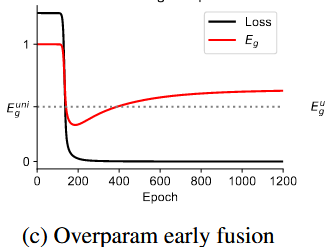 Loss
E_g
1
E_g^{uni}
E_g^u
0
0 200 400 600 800 1000 1200
Epoch
(c) Overparam early fusion